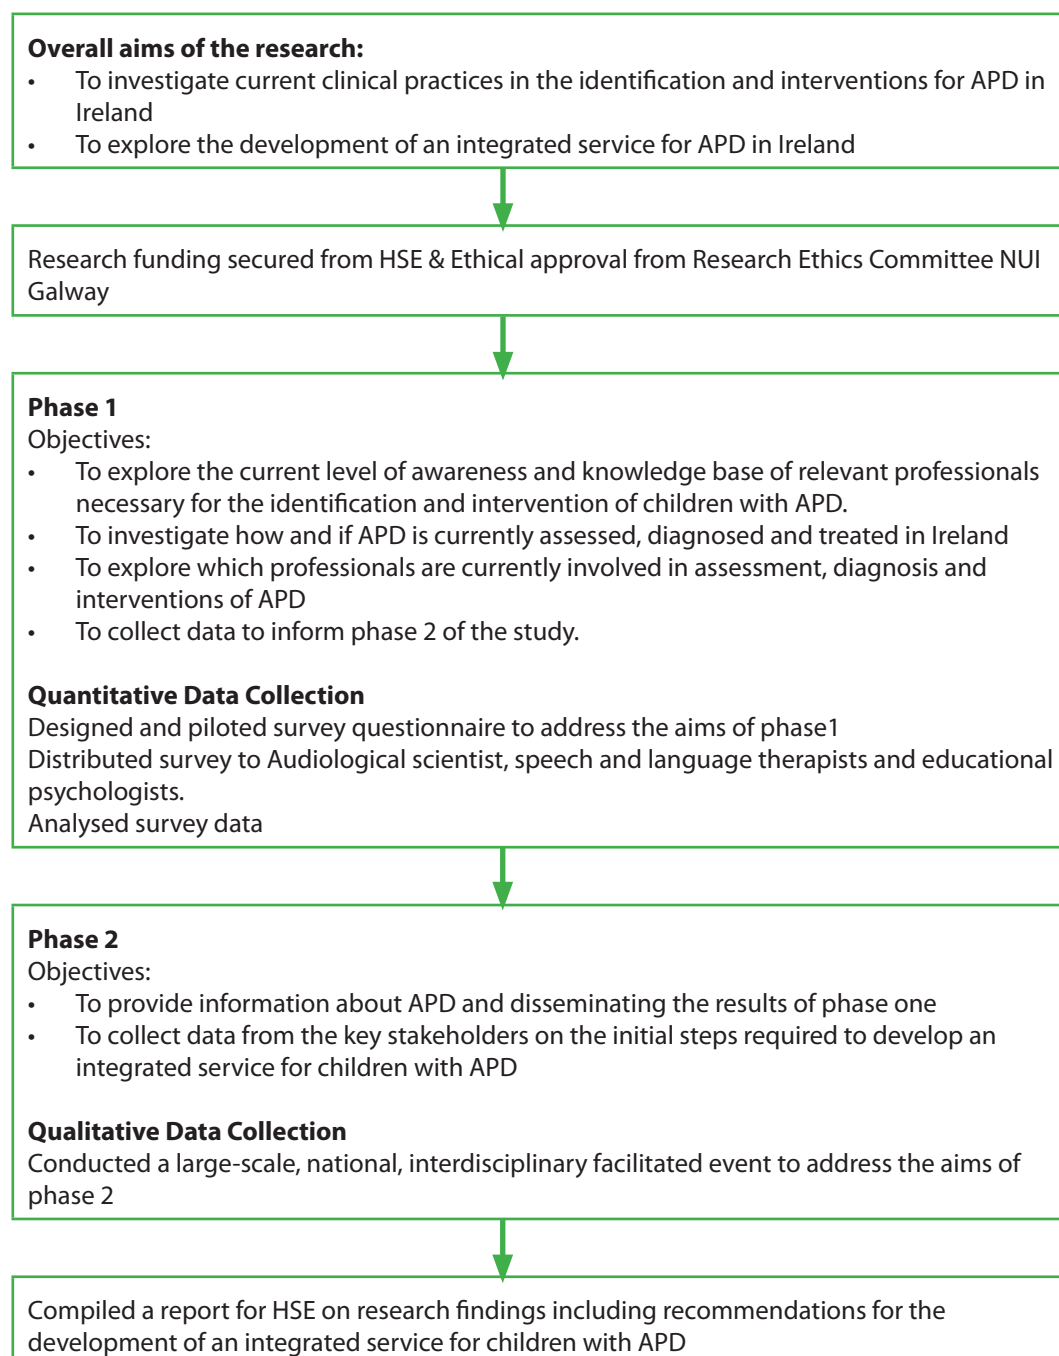 Overall aims of the research:
• To investigate current clinical practices in the identification and interventions for APD in
Ireland
• To explore the development of an integrated service for APD in Ireland
Research funding secured from HSE & Ethical approval from Research Ethics Committee NUI
Galway
Phase 1
Objectives:
• To explore the current level of awareness and knowledge base of relevant professionals
necessary for the identification and intervention of children with APD.
• To investigate how and if APD is currently assessed, diagnosed and treated in Ireland
• To explore which professionals are currently involved in assessment, diagnosis and
interventions of APD
• To collect data to inform phase 2 of the study.
Quantitative Data Collection
Designed and piloted survey questionnaire to address the aims of phase1
Distributed survey to Audiological scientist, speech and language therapists and educational
psychologists.
Analysed survey data
Phase 2
Objectives:
• To provide information about APD and disseminating the results of phase one
• To collect data from the key stakeholders on the initial steps required to develop an
integrated service for children with APD
Qualitative Data Collection
Conducted a large-scale, national, interdisciplinary facilitated event to address the aims of
phase 2
Compiled a report for HSE on research findings including recommendations for the
development of an integrated service for children with APD